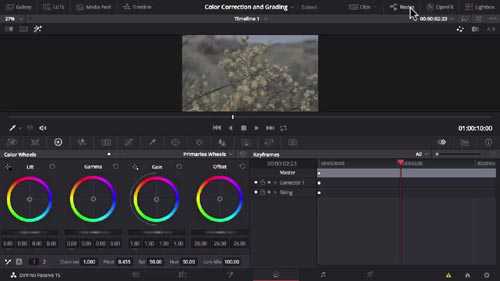 Gallery LUTs Media Pool Timeline Color Correction and Grading Edited Clips Nodes OpenFX Lightbox
27% Timeline 1 00:00:02:23
01:00:10:00
Color Wheels Primaries Wheels Keyframes All
Lift Gamma Gain Offset 00:00:02:23
Master
Corrector 1
Sizing
0.00 0.00 0.00 0.00 0.00 0.00 0.00 0.00 1.00 1.00 1.00 1.00 25.00 25.00 25.00
1 2 Contrast 1.000 Pivot 0.435 Sat 50.00 Hue 50.00 Lum Mix 100.00
DaVinci Resolve 15